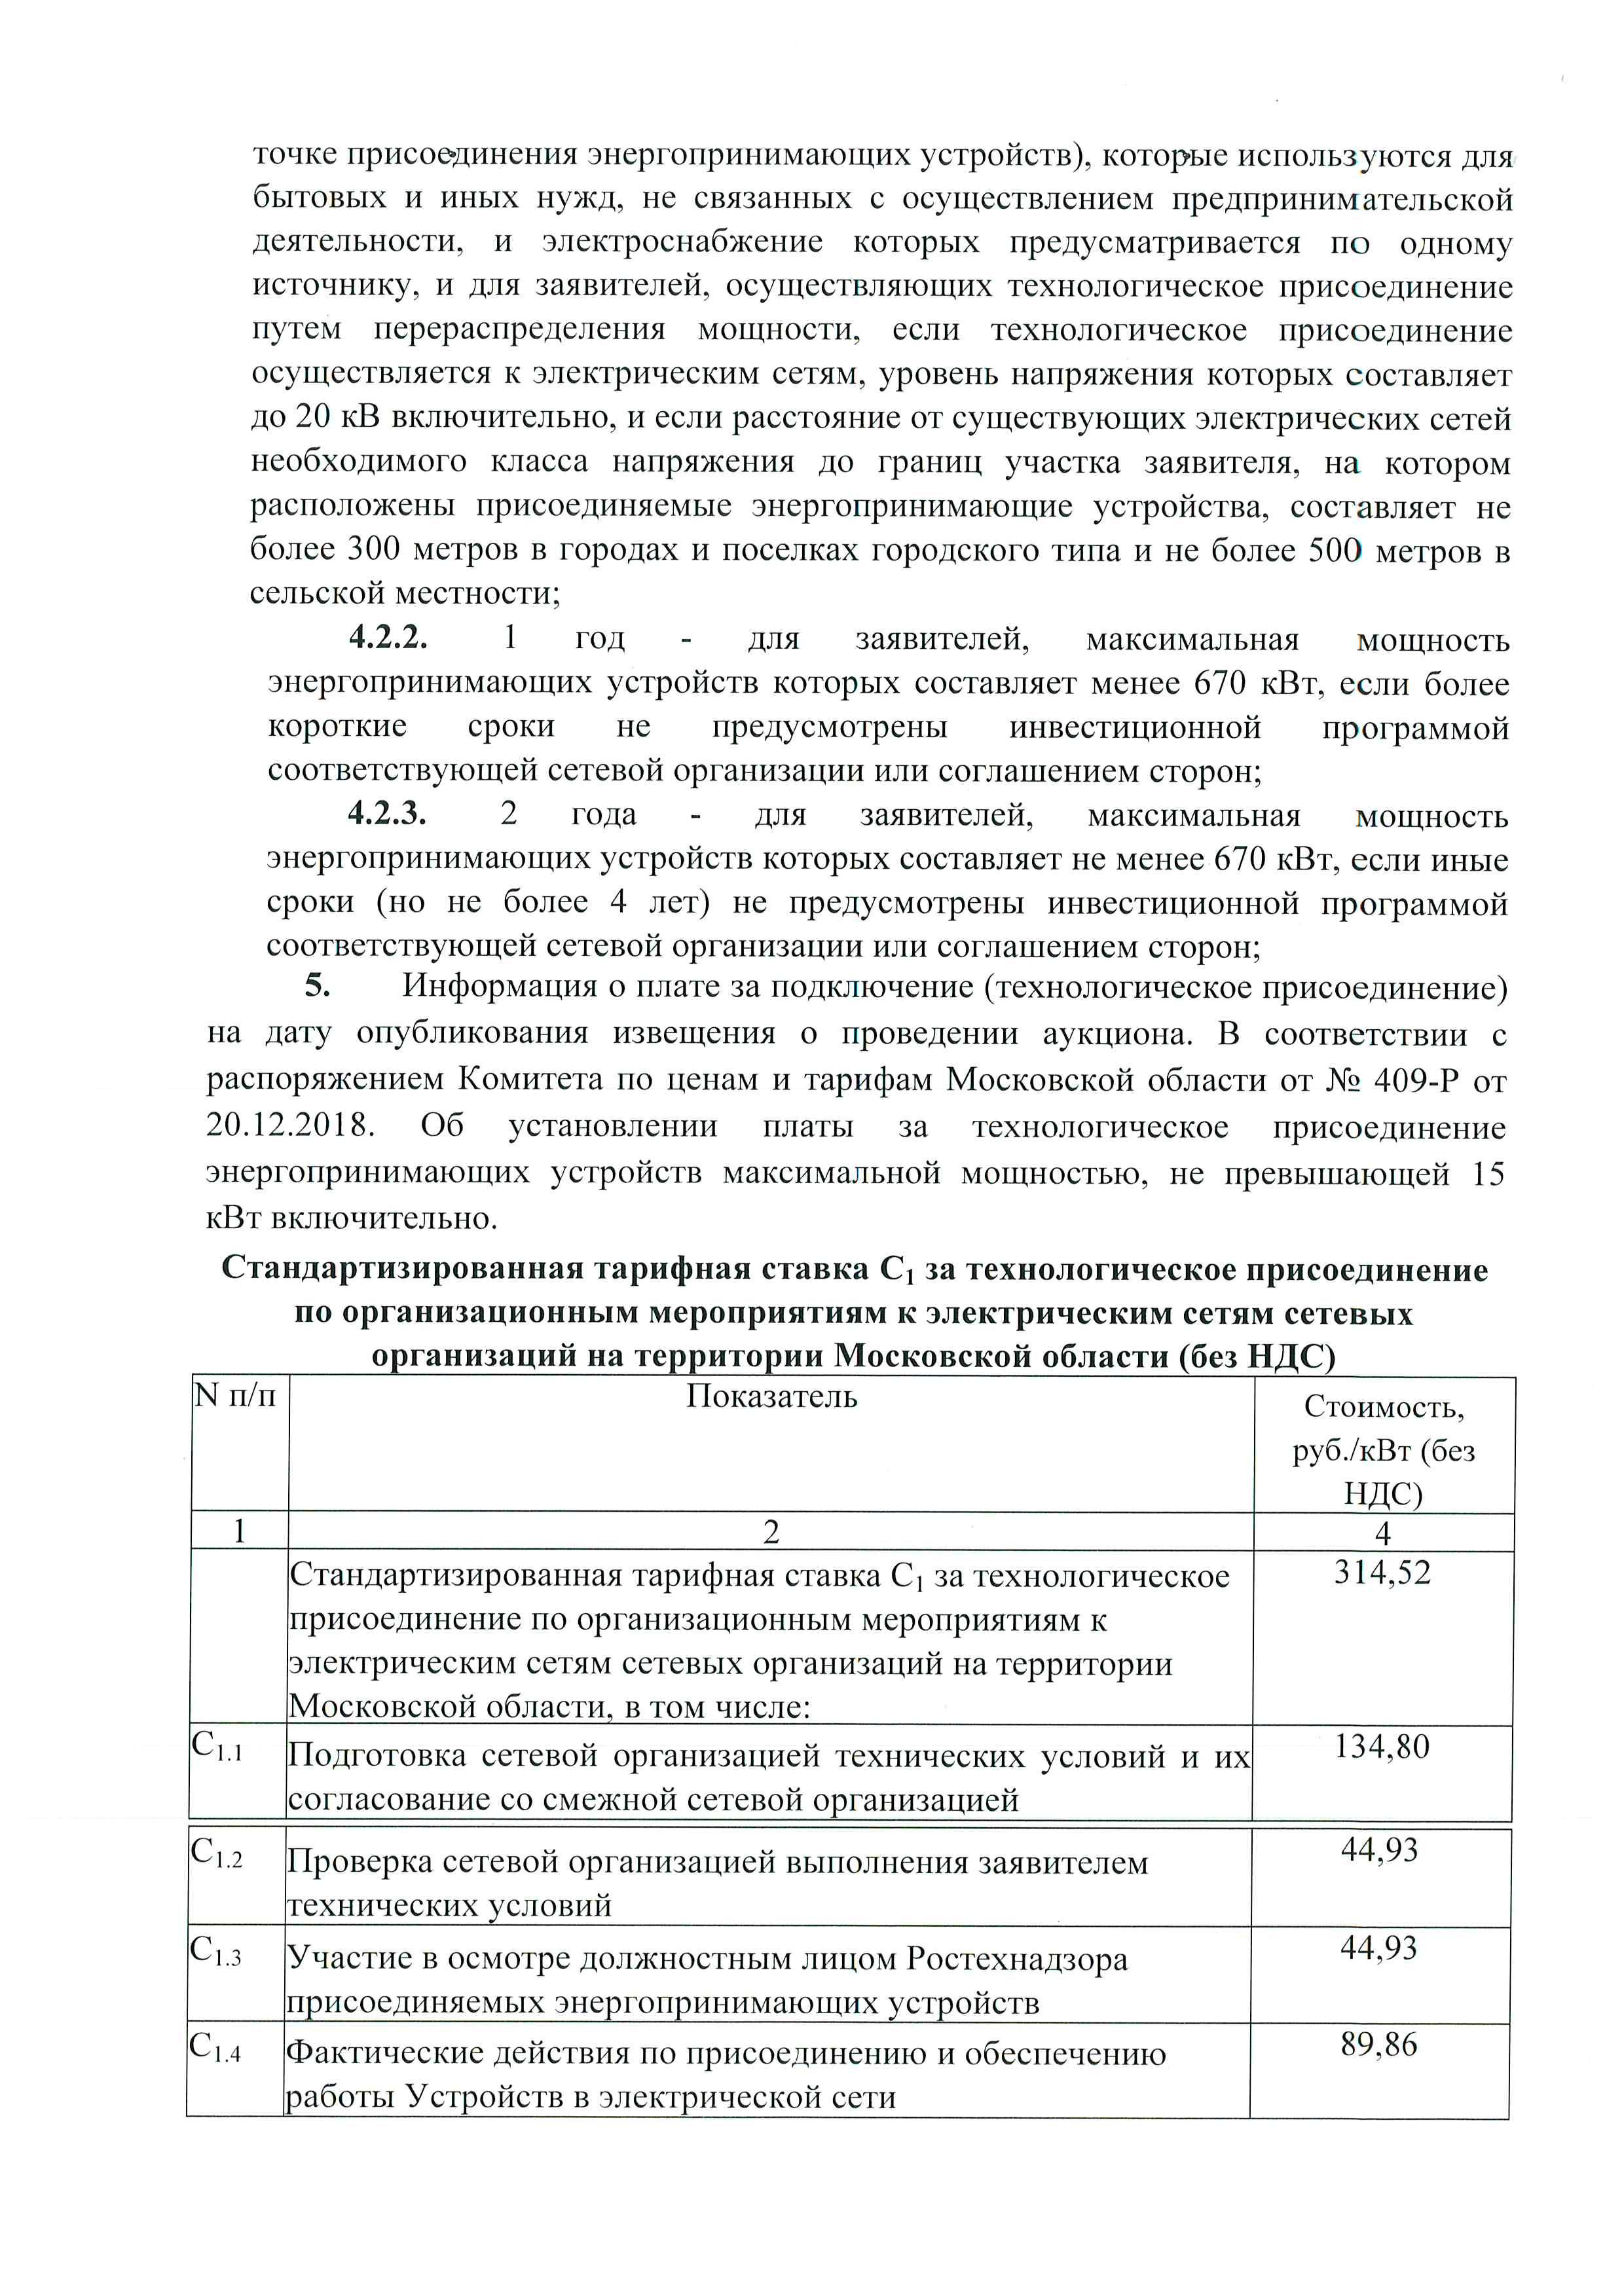 точке присоединения энергопринимающих устройств), которые используются для
бытовых и иных нужд, не связанных с осуществлением предпринимательской
деятельности, и электроснабжение которых предусматривается по одному
источнику, и для заявителей, осуществляющих технологическое присоединение
путем перераспределения мощности, если технологическое присоединение
осуществляется к электрическим сетям, уровень напряжения которых составляет
до 20 кВ включительно, и если расстояние от существующих электрических сетей
необходимого класса напряжения до границ участка заявителя, на котором
расположены присоединяемые энергопринимающие устройства, составляет не
более 300 метров в городах и поселках городского типа и не более 500 метров в
сельской местности;
4.2.2. 1 год - для заявителей, максимальная мощность
энергопринимающих устройств которых составляет менее 670 кВт, если более
короткие сроки не предусмотрены инвестиционной программой
соответствующей сетевой организации или соглашением сторон;
4.2.3. 2 года - для заявителей, максимальная мощность
энергопринимающих устройств которых составляет не менее 670 кВт, если иные
сроки (но не более 4 лет) не предусмотрены инвестиционной программой
соответствующей сетевой организации или соглашением сторон;
5. Информация о плате за подключение (технологическое присоединение)
на дату опубликования извещения о проведении аукциона. В соответствии с
распоряжением Комитета по ценам и тарифам Московской области от № 409-Р от
20.12.2018. Об установлении платы за технологическое присоединение
энергопринимающих устройств максимальной мощностью, не превышающей 15
кВт включительно.
Стандартизированная тарифная ставка С1 за технологическое присоединение
по организационным мероприятиям к электрическим сетям сетевых
организаций на территории Московской области (без НДС)
N п/п Показатель Стоимость,
руб./кВт (без
НДС)
1 2 4
Стандартизированная тарифная ставка С1 за технологическое 314,52
присоединение по организационным мероприятиям к
электрическим сетям сетевых организаций на территории
Московской области, в том числе:
С1.1 Подготовка сетевой организацией технических условий и их 134,80
согласование со смежной сетевой организацией
С1.2 Проверка сетевой организацией выполнения заявителем 44,93
технических условий
С1.3 Участие в осмотре должностным лицом Ростехнадзора 44,93
присоединяемых энергопринимающих устройств
С1.4 Фактические действия по присоединению и обеспечению 89,86
работы Устройств в электрической сети